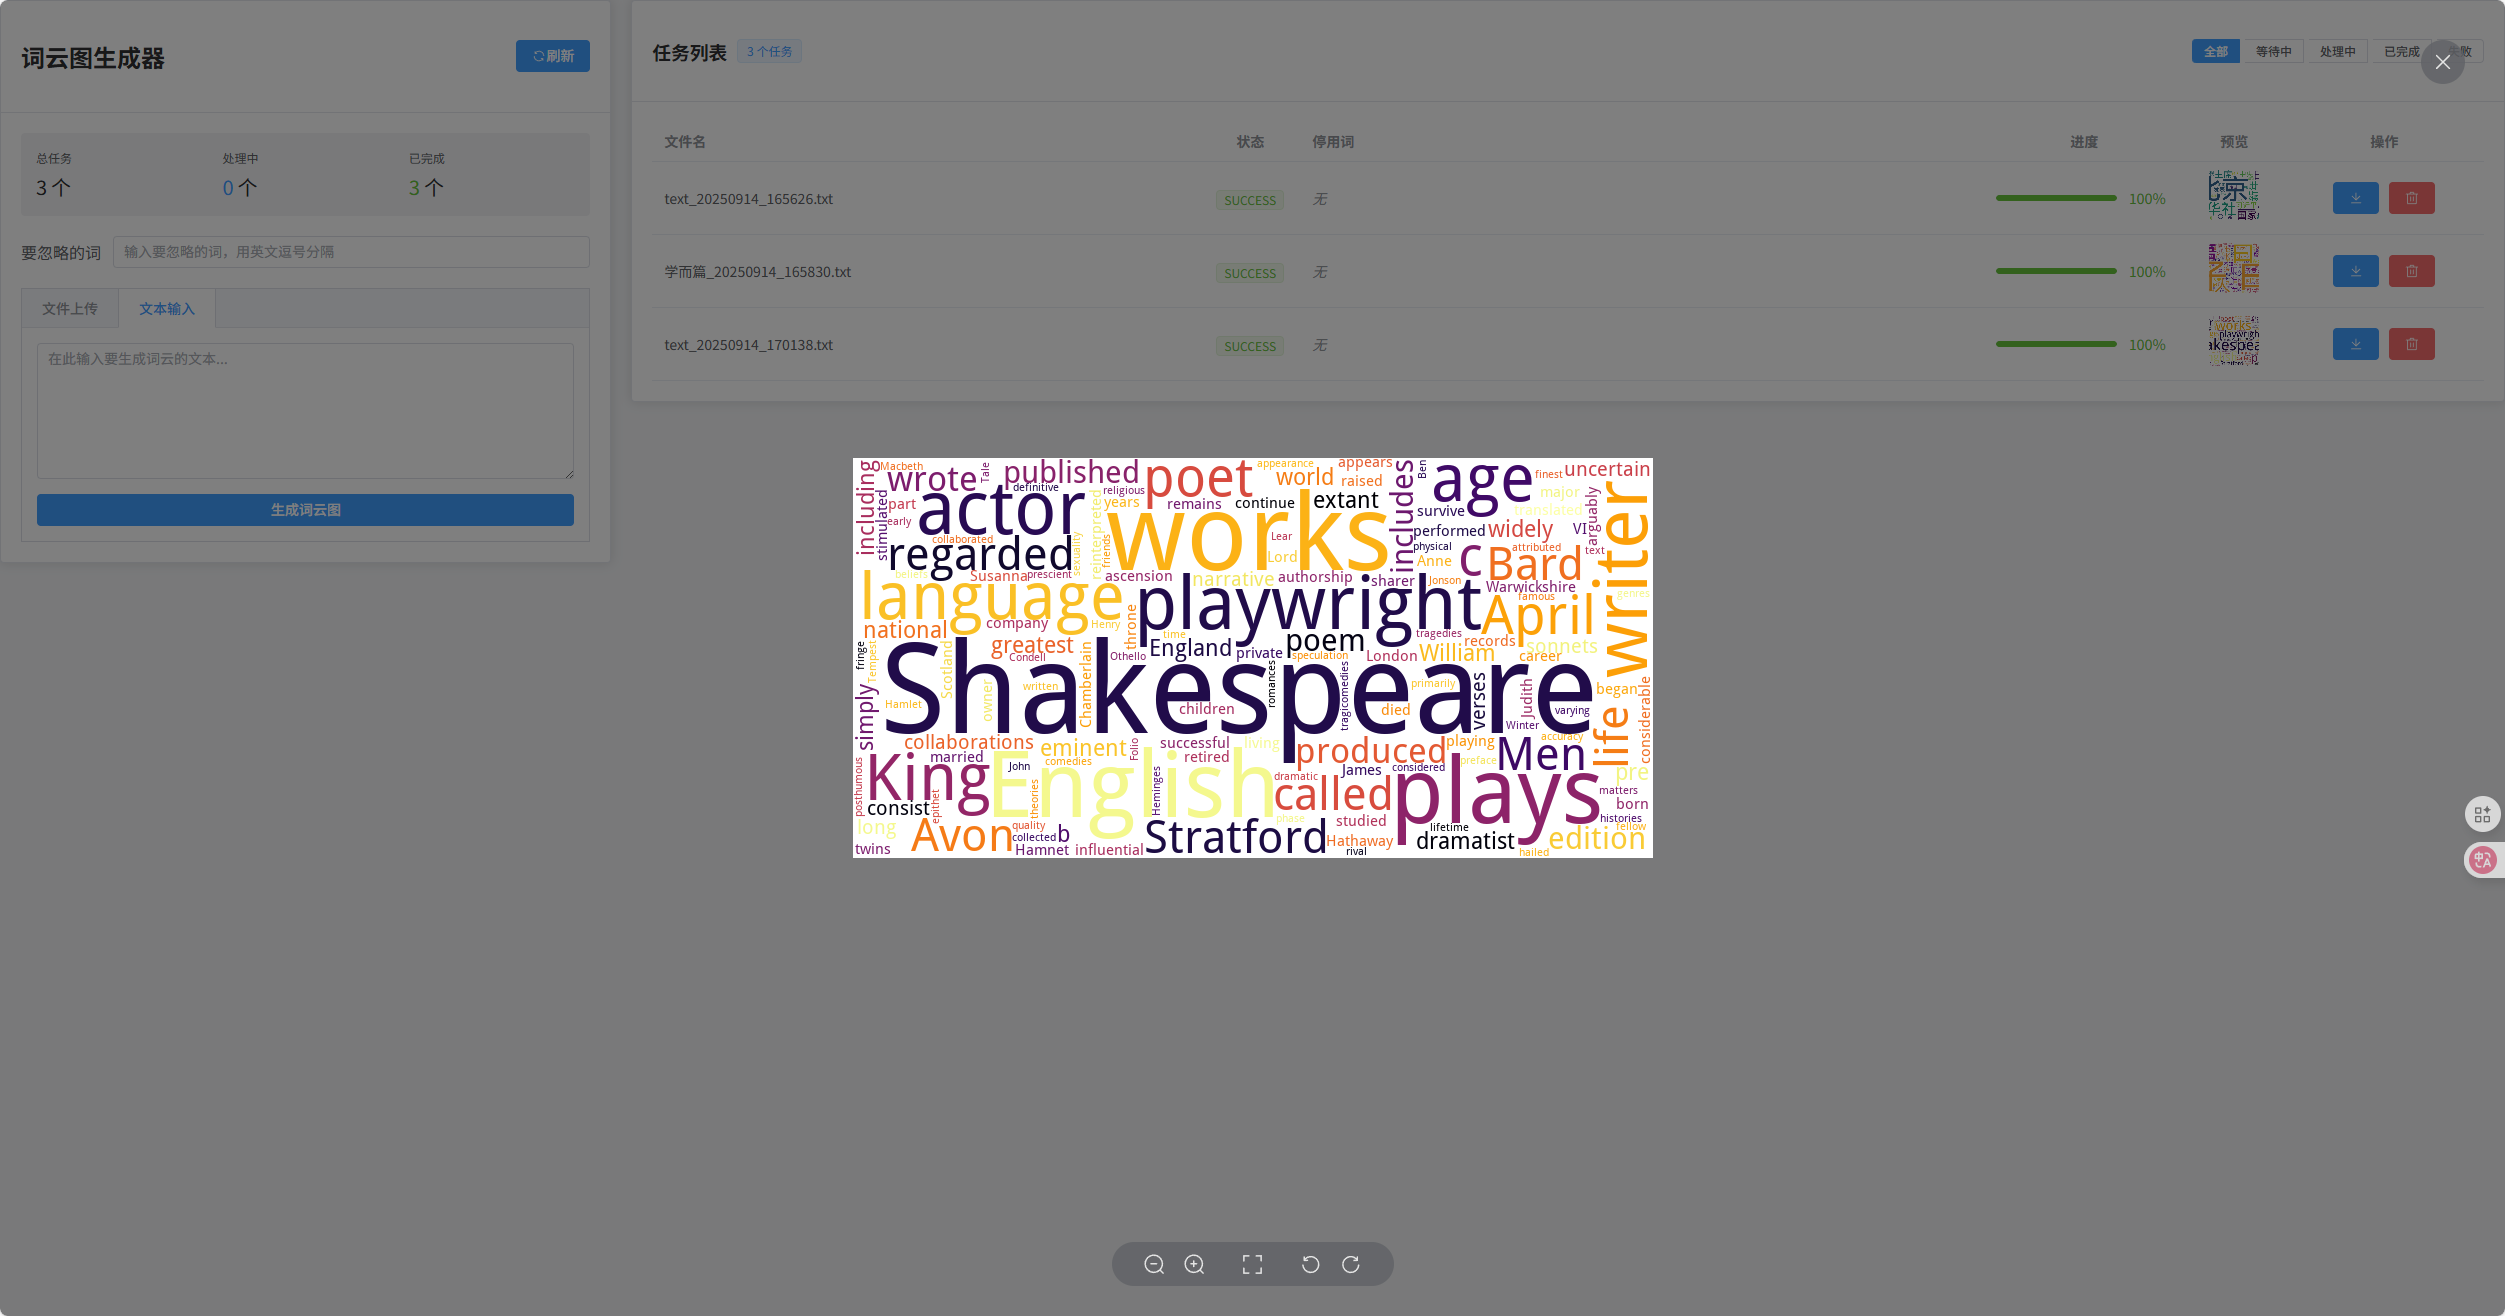 词云图生成器
刷新
总任务 处理中 已完成
3 个 0 个 3 个
要忽略的词 输入要忽略的词，用英文逗号分隔
文件上传 文本输入
在此输入要生成词云的文本...
生成词云图
任务列表 3 个任务
全部 等待中 处理中 已完成 败
文件名 状态 停用词 进度 预览 操作
text_20250914_165626.txt SUCCESS 无 100%
学而篇_20250914_165830.txt SUCCESS 无 100%
text_20250914_170138.txt SUCCESS 无 100%
including Macbeth wrote Tale published poet appearance world appears raised includes Ben age finest uncertain
stimulated part early actor definitive religious years remains continue works extant survive major translated arguably writer
collaborated regarded sexuality reinterpreted friends Lear Lord performed physical widely VI attributed text
beliefs Susanna prescient ascension narrative authorship sharer Anne Jonson c Bard Warwickshire famous genres
language playwright April
national company Henry throne time tragedies records sonnets
fringe Tempest greatest Condell Scotland Othello England private poem speculation London William career
Shakespeare
simply Hamlet owner written Chamberlain children romances tragicomedies died primarily verses Judith Winter varying began life considerable
collaborations married eminent comedies Folio successful retired living produced playing accuracy Men
posthumous King John English dramatic James considered preface pre
consist epithet theories Heminges called plays matters born histories
long Avon quality collected b phase studied lifetime fellow
twins Hamnet influential Stratford Hathaway rival dramatist hailed edition